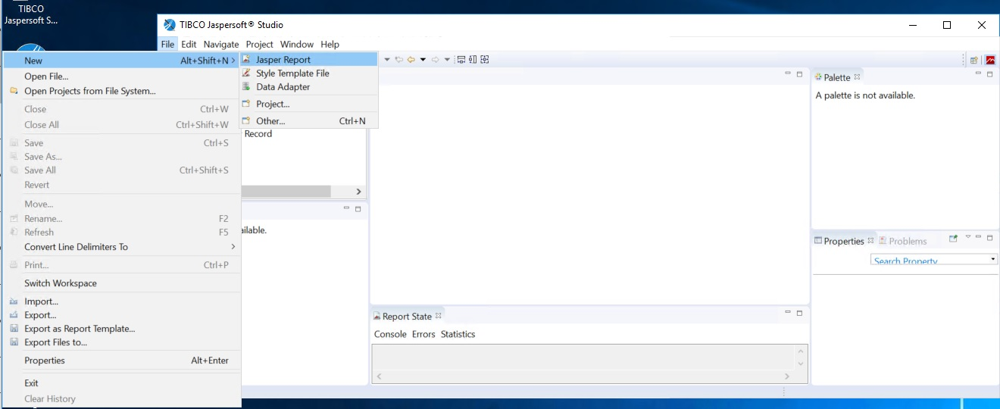 TIBCO
Jaspersoft S...
TIBCO Jaspersoft® Studio
File Edit Navigate Project Window Help
New Alt+Shift+N
Open File...
Open Projects from File System...
Close Ctrl+W
Close All Ctrl+Shift+W
Save Ctrl+S
Save As...
Save All Ctrl+Shift+S
Revert
Move...
Rename... F2
Refresh F5
Convert Line Delimiters To
Print... Ctrl+P
Switch Workspace
Import...
Export...
Export as Report Template...
Export Files to...
Properties Alt+Enter
Exit
Clear History
Jasper Report
Style Template File
Data Adapter
Project...
Other... Ctrl+N
Record
ailable.
Report State
Console Errors Statistics
Palette
A palette is not available.
Properties Problems
Search Property